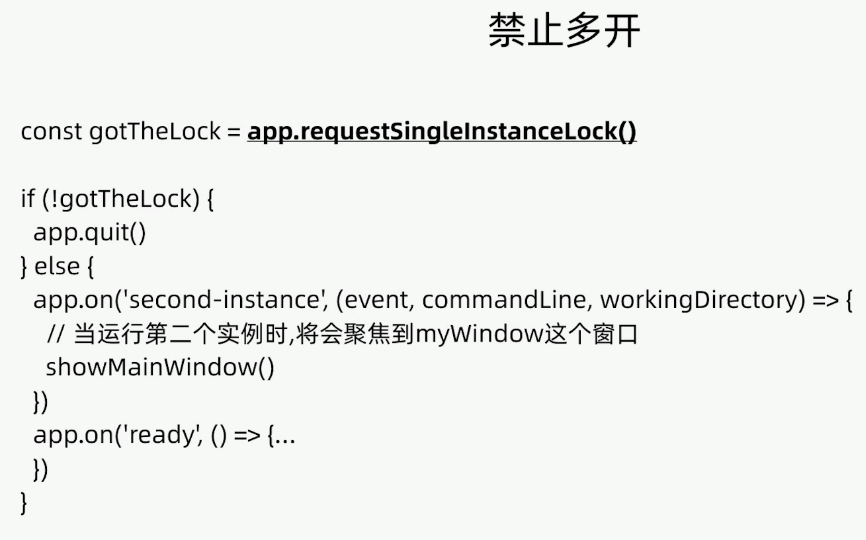 禁止多开
const gotTheLock = app.requestSingleInstanceLock()
if (!gotTheLock) {
app.quit()
} else {
app.on('second-instance', (event, commandLine, workingDirectory) => {
// 当运行第二个实例时,将会聚焦到myWindow这个窗口
showMainWindow()
})
app.on('ready', () => {...
})
}